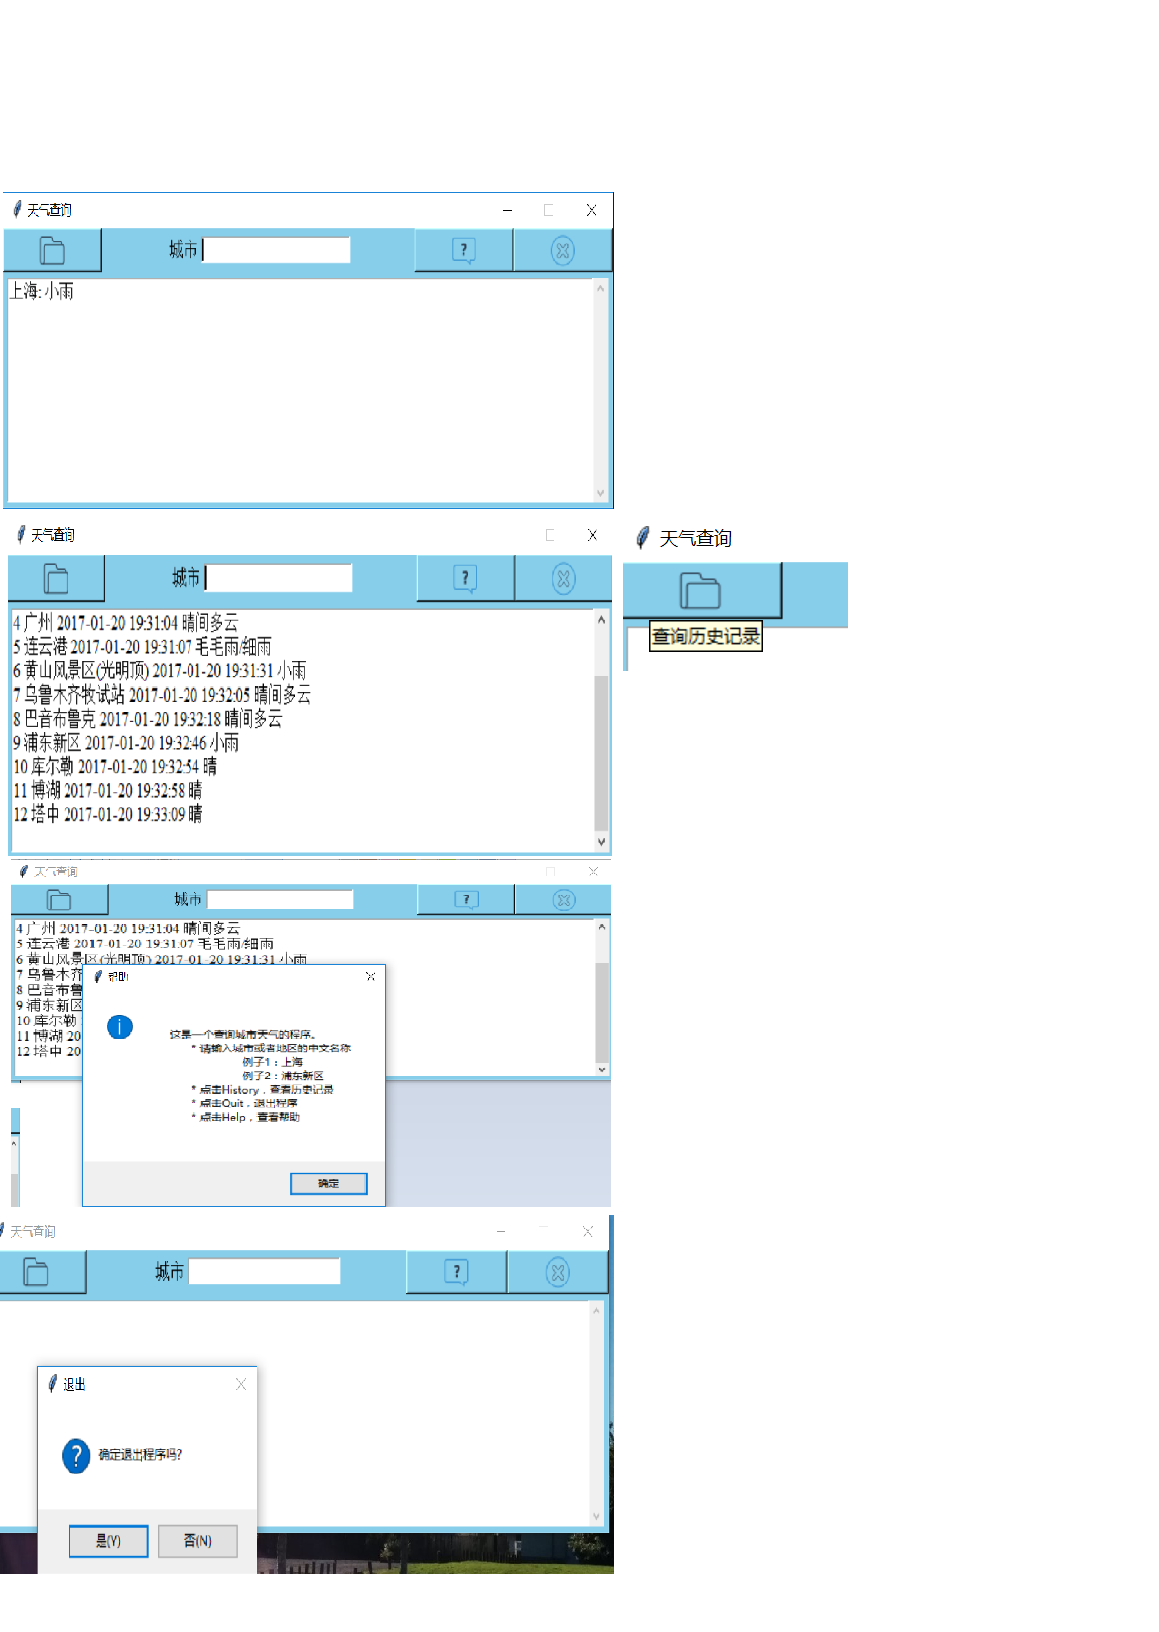 天气查询
城市
上海: 小雨
天气查询
城市
4 广州 2017-01-20 19:31:04 晴间多云
5 连云港 2017-01-20 19:31:07 毛毛雨/细雨
6 黄山风景区(光明顶) 2017-01-20 19:31:31 小雨
7 乌鲁木齐牧试站 2017-01-20 19:32:05 晴间多云
8 巴音布鲁克 2017-01-20 19:32:18 晴间多云
9 浦东新区 2017-01-20 19:32:46 小雨
10 库尔勒 2017-01-20 19:32:54 晴
11 博湖 2017-01-20 19:32:58 晴
12 塔中 2017-01-20 19:33:09 晴
天气查询
查询历史记录
天气查询
城市
4 广州 2017-01-20 19:31:04 晴间多云
5 连云港 2017-01-20 19:31:07 毛毛雨/细雨
6 黄山风景区(光明顶) 2017-01-20 19:31:31 小雨
7 乌鲁木齐
8 巴音布鲁
9 浦东新区
10 库尔勒
11 博湖 20
12 塔中 20
帮助
这是一个查询城市天气的程序。
* 请输入城市或者地区的中文名称
例子1：上海
例子2：浦东新区
* 点击History，查看历史记录
* 点击Quit，退出程序
* 点击Help，查看帮助
确定
天气查询
城市
退出
确定退出程序吗?
是(Y)
否(N)